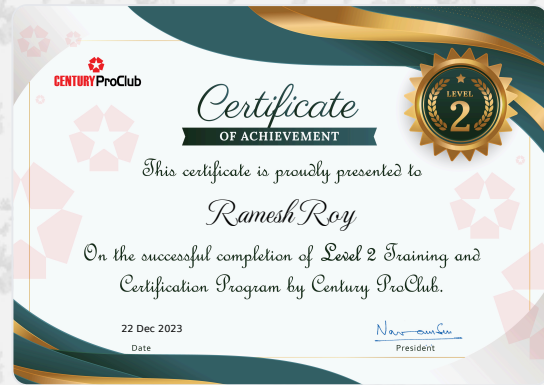 CENTURY ProClub
Certificate
OF ACHIEVEMENT
LEVEL
2
This certificate is proudly presented to
Ramesh Roy
On the successful completion of Level 2 Training and
Certification Program by Century ProClub.
22 Dec 2023
Date
President